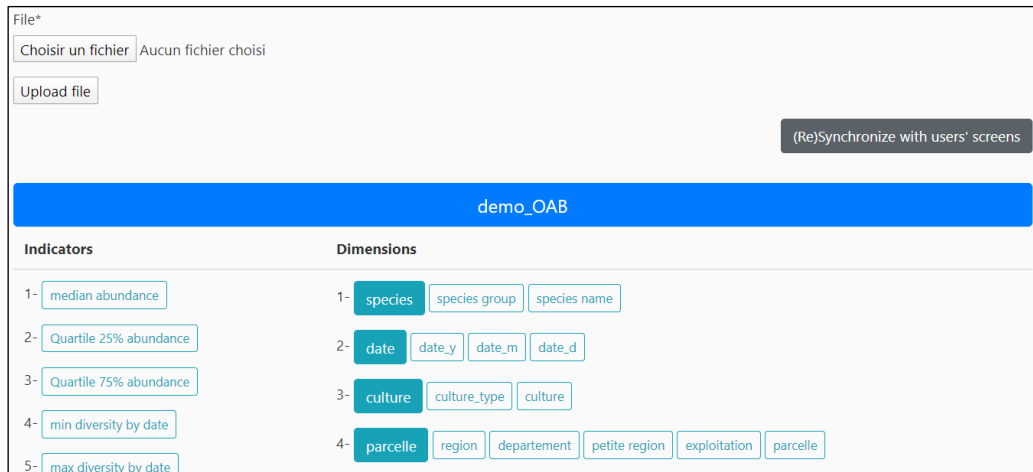 File*
Choisir un fichier Aucun fichier choisi
Upload file
(Re)Synchronize with users' screens
demo_OAB
Indicators Dimensions
1- median abundance 1- species species group species name
2- Quartile 25% abundance 2- date date_y date_m date_d
3- Quartile 75% abundance 3- culture culture_type culture
4- min diversity by date 4- parcelle region departement petite region exploitation parcelle
5- max diversity by date